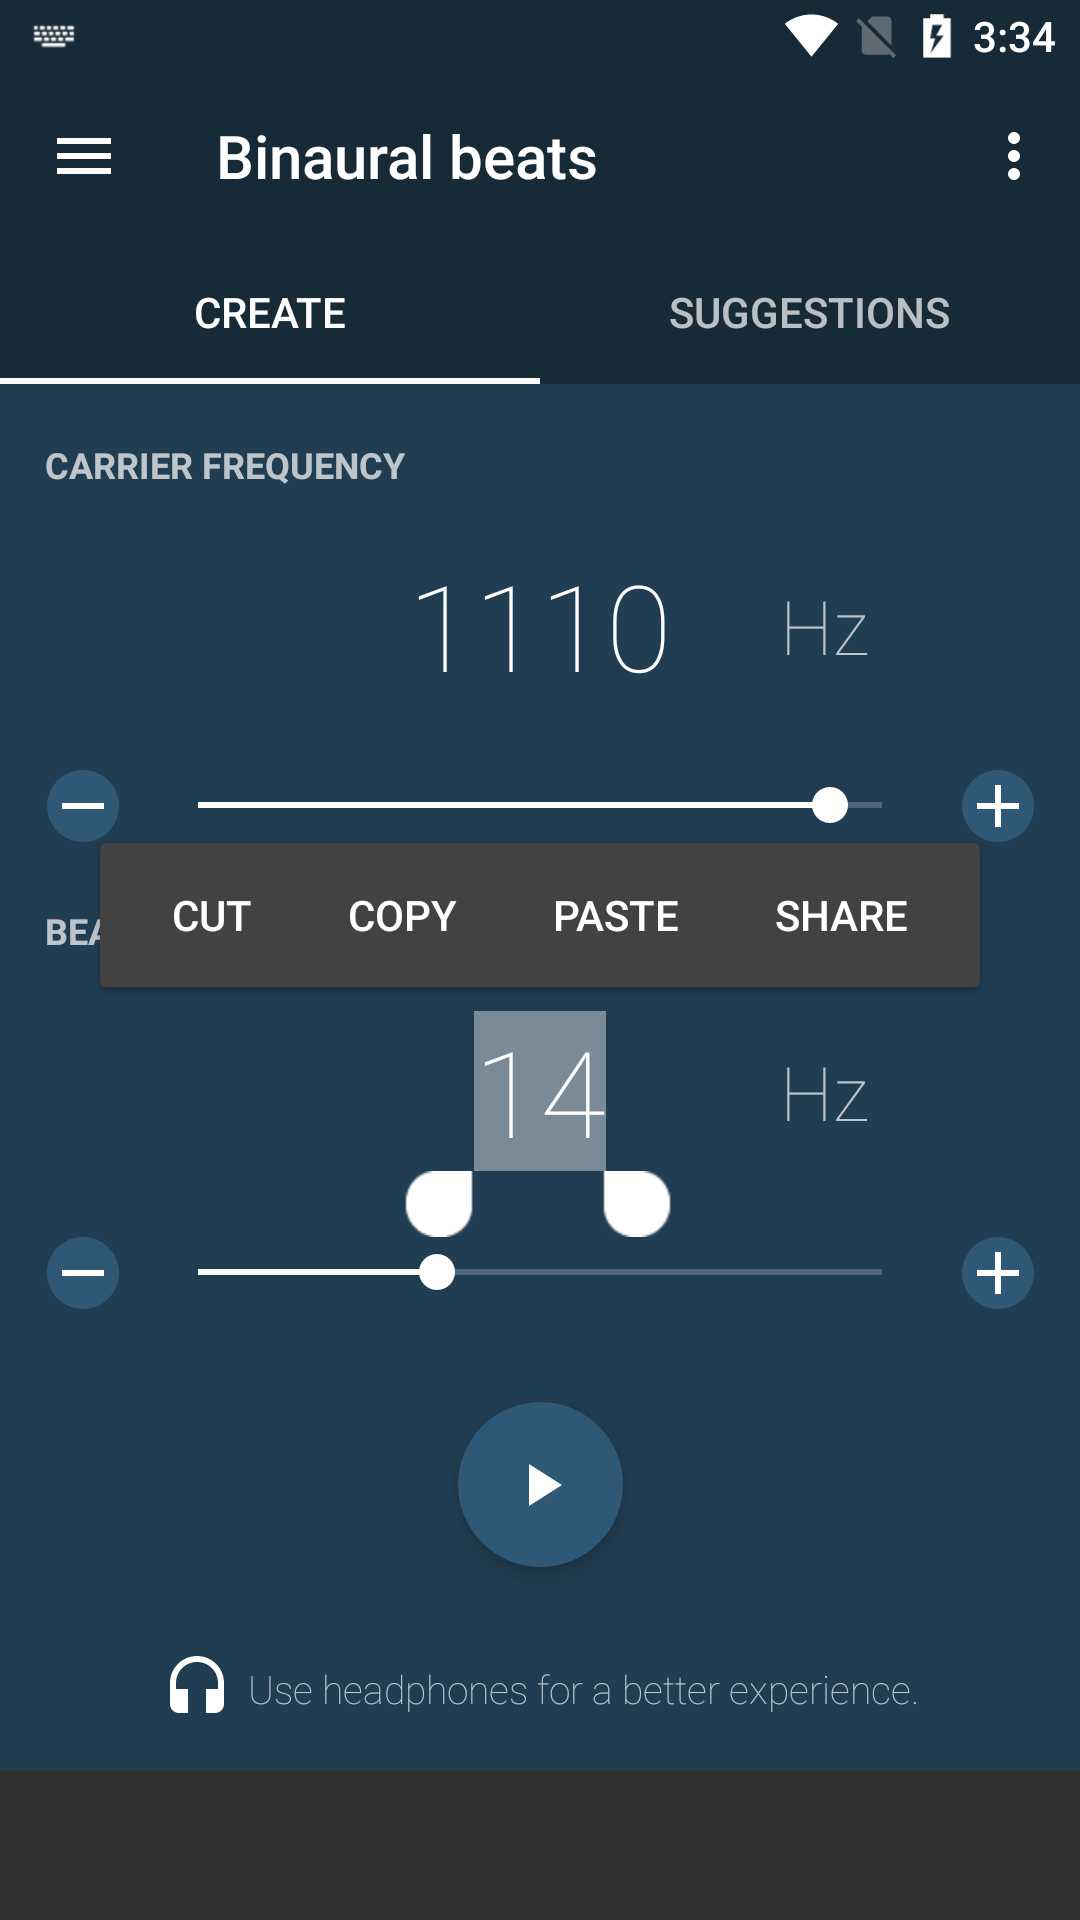 3:34
Binaural beats
CREATE
SUGGESTIONS
CARRIER FREQUENCY
1110 Hz
CUT COPY PASTE SHARE
BEA
14 Hz
Use headphones for a better experience.